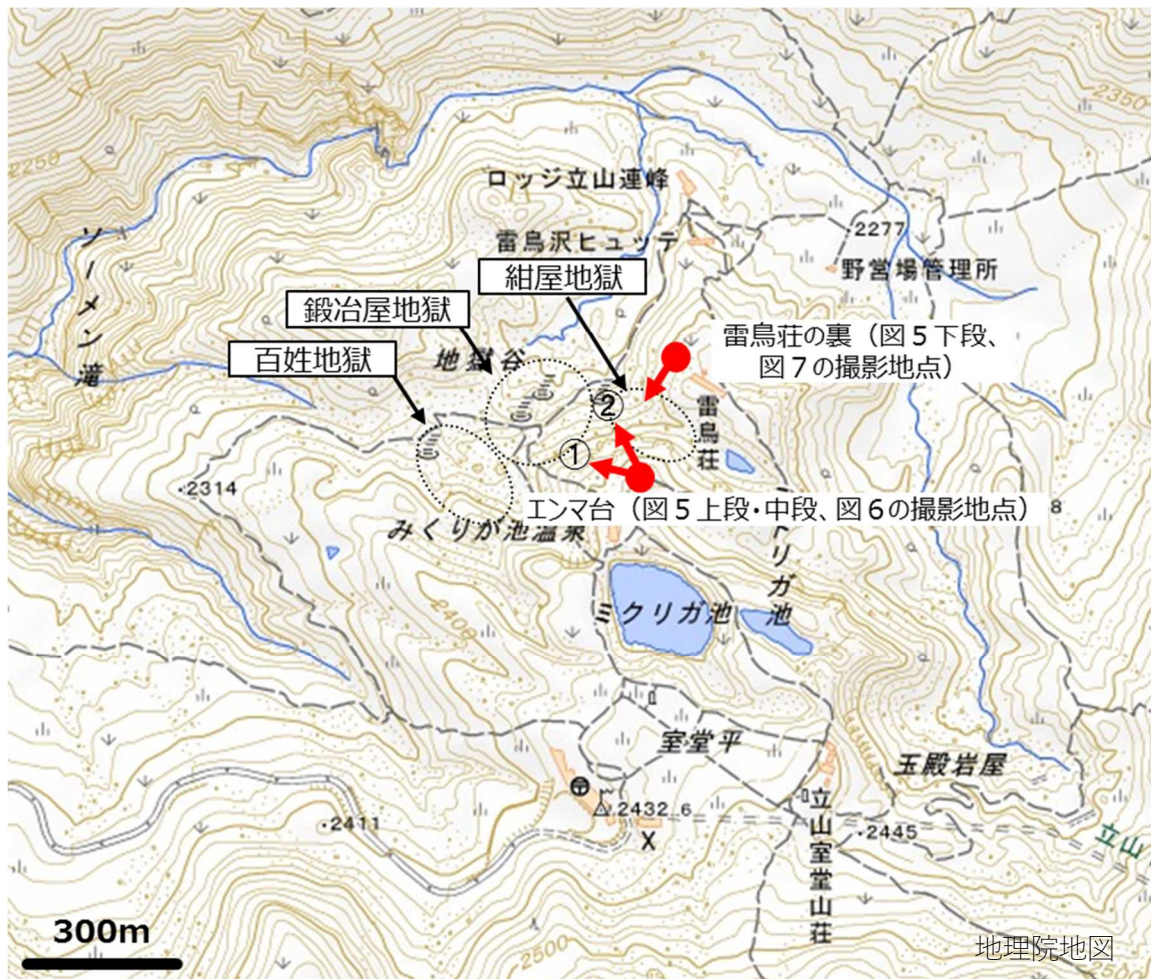 2350
2250
ロッジ立山連峰
ソーメン滝
雷鳥沢ヒュッテ
2277
野営場管理所
紺屋地獄
鍛冶屋地獄
地獄谷
百姓地獄
雷鳥荘の裏（図５下段、
図７の撮影地点）
雷鳥荘
②
①
2314
エンマ台（図５上段・中段、図６の撮影地点）
8
みくりが池温泉
ドリガ池
ミクリガ池
2400
室堂平
玉殿岩屋
2432.6
2411
2445
立山室堂山荘
立山
2500
300m
地理院地図